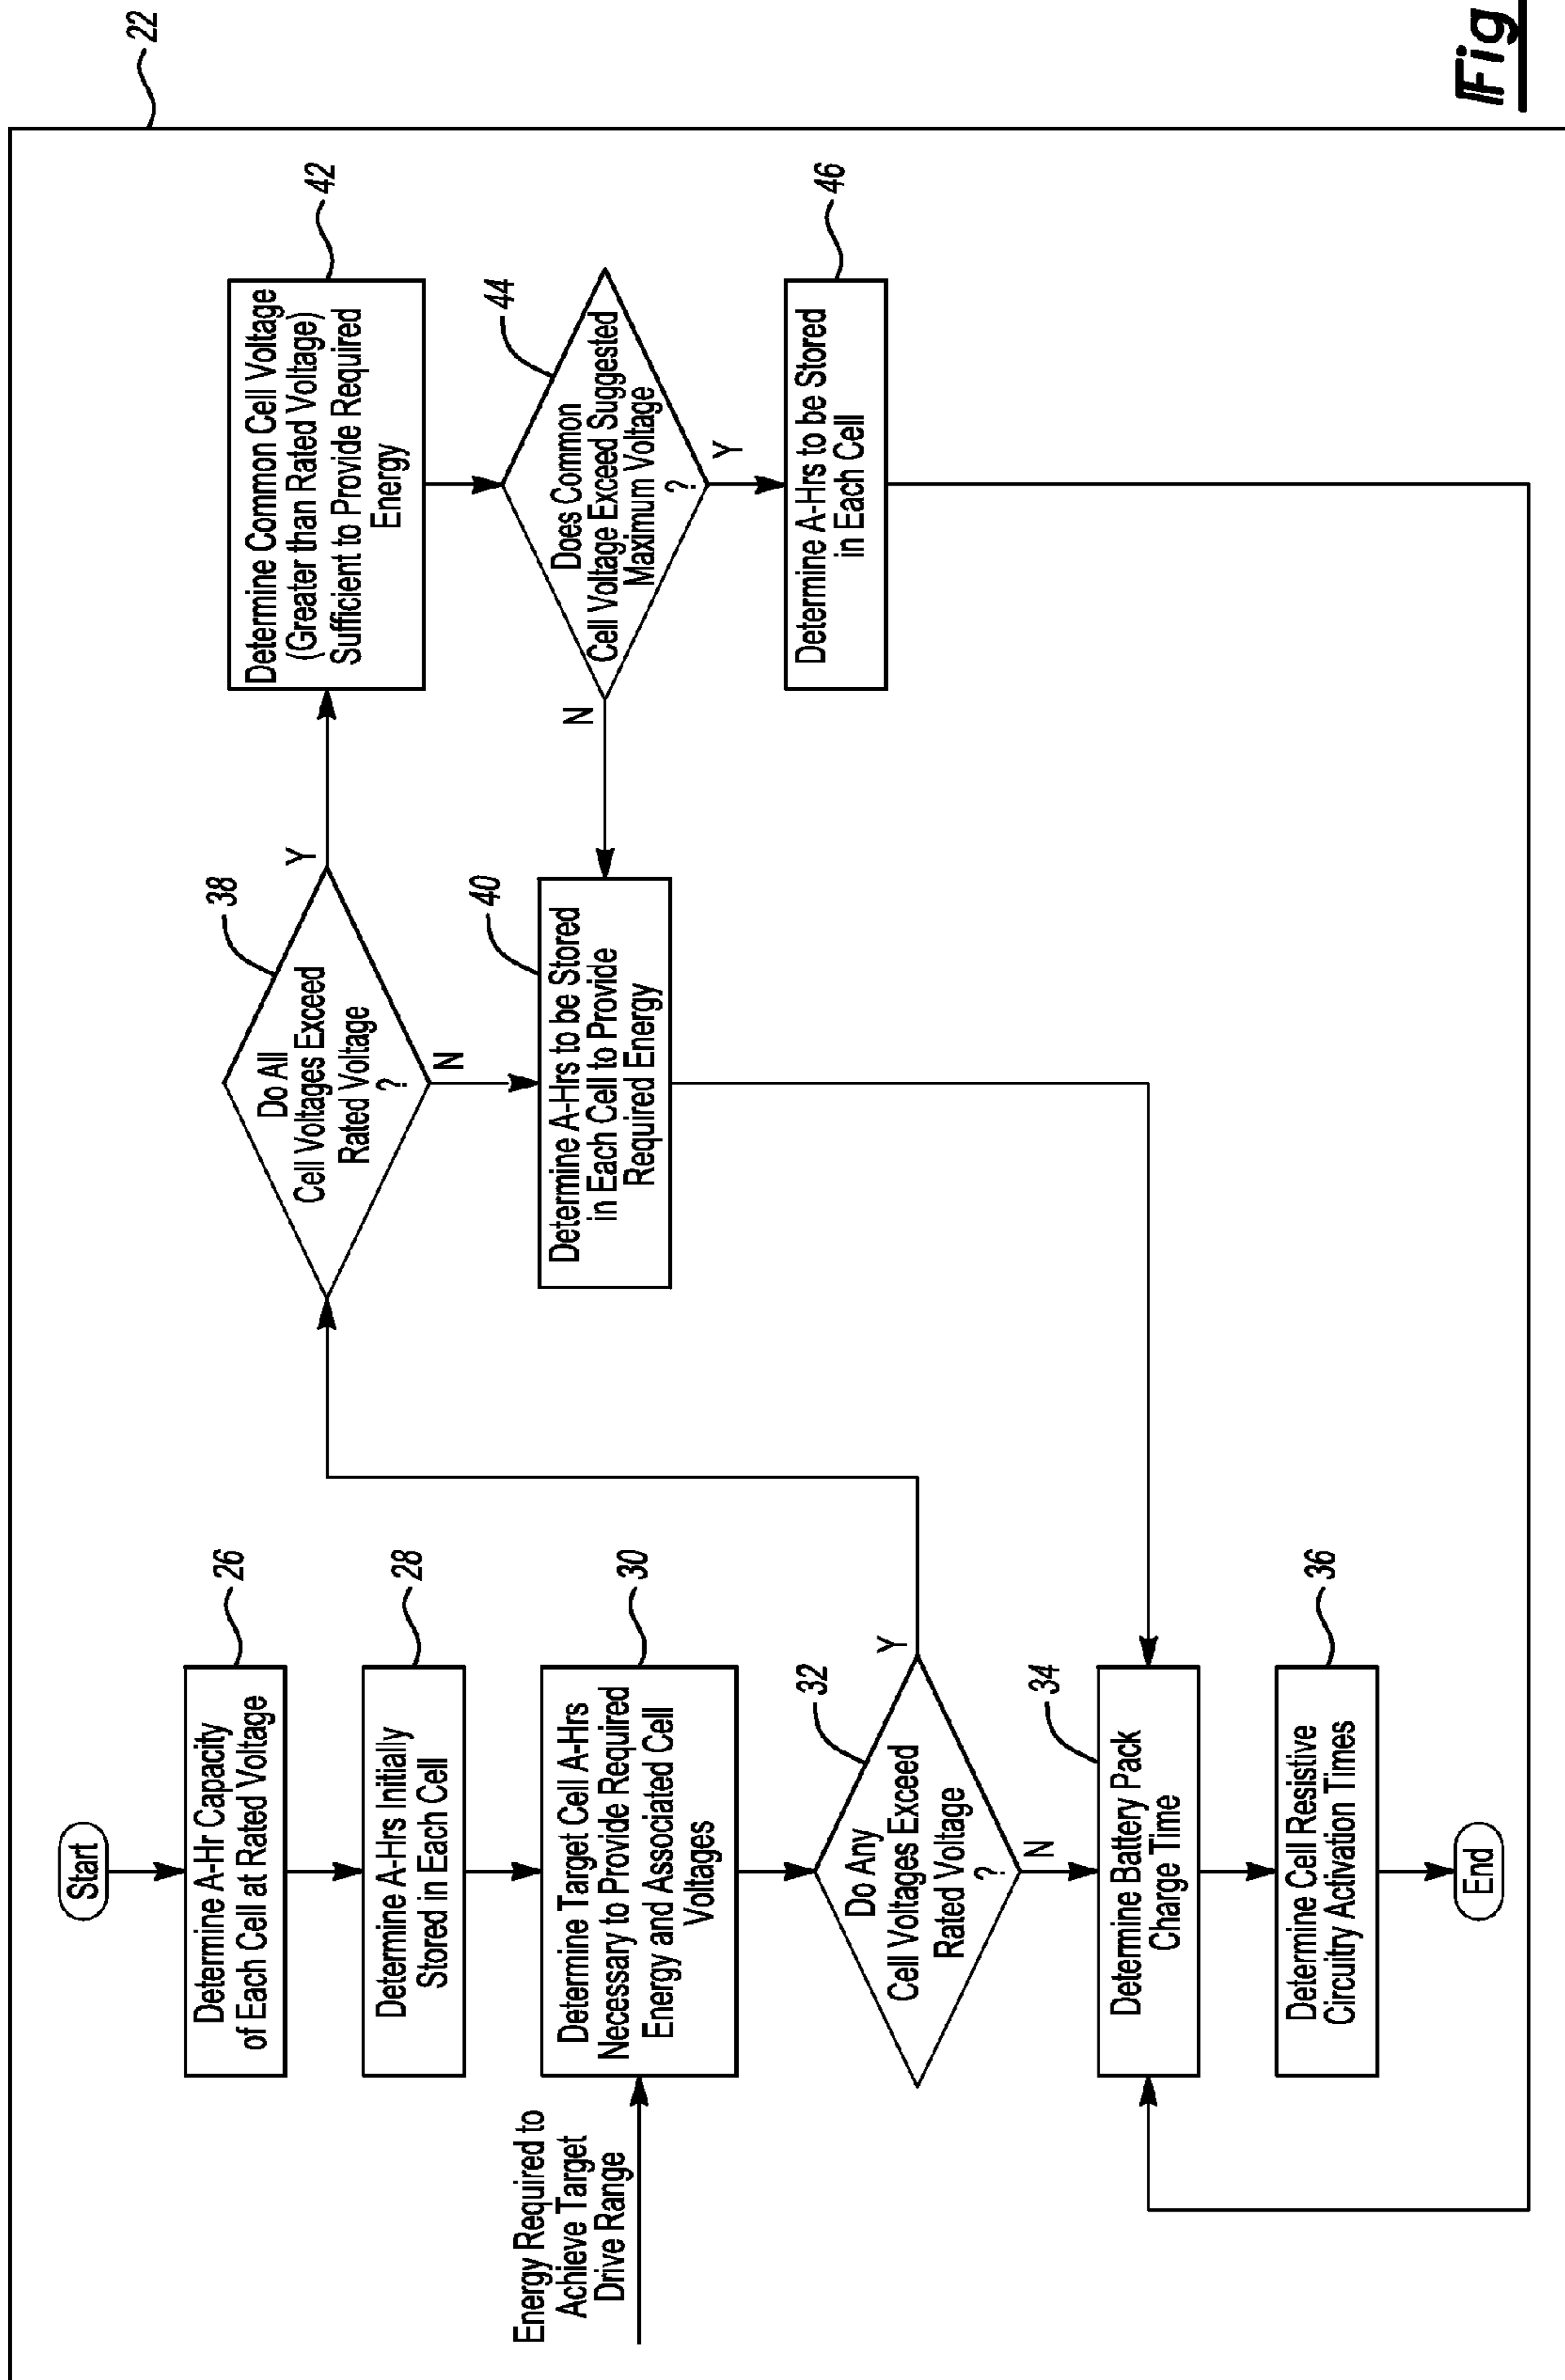 22
Start
Determine A-Hr Capacity
of Each Cell at Rated Voltage
26
Determine A-Hrs Initially
Stored in Each Cell
28
Energy Required to
Achieve Target
Drive Range
Determine Target Cell A-Hrs
Necessary to Provide Required
Energy and Associated Cell
Voltages
30
Do Any
Cell Voltages Exceed
Rated Voltage
?
32
Y
N
Determine Battery Pack
Charge Time
34
Determine Cell Resistive
Circuitry Activation Times
36
End
Do All
Cell Voltages Exceed
Rated Voltage
?
38
Y
N
Determine A-Hrs to be Stored
in Each Cell to Provide
Required Energy
40
Determine Common Cell Voltage
(Greater than Rated Voltage)
Sufficient to Provide Required
Energy
42
Does Common
Cell Voltage Exceed Suggested
Maximum Voltage
?
44
N
Y
Determine A-Hrs to be Stored
in Each Cell
46
Fig